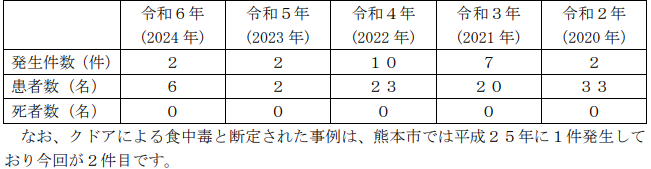 令和６年 令和５年 令和４年 令和３年 令和２年
(2024 年) (2023 年) (2022 年) (2021 年) (2020 年)
発生件数（件） ２ ２ １０ ７ ２
患者数（名） ６ ２ ２３ ２０ ３３
死者数（名） ０ ０ ０ ０ ０
なお、クドアによる食中毒と断定された事例は、熊本市では平成２５年に１件発生して
おり今回が２件目です。